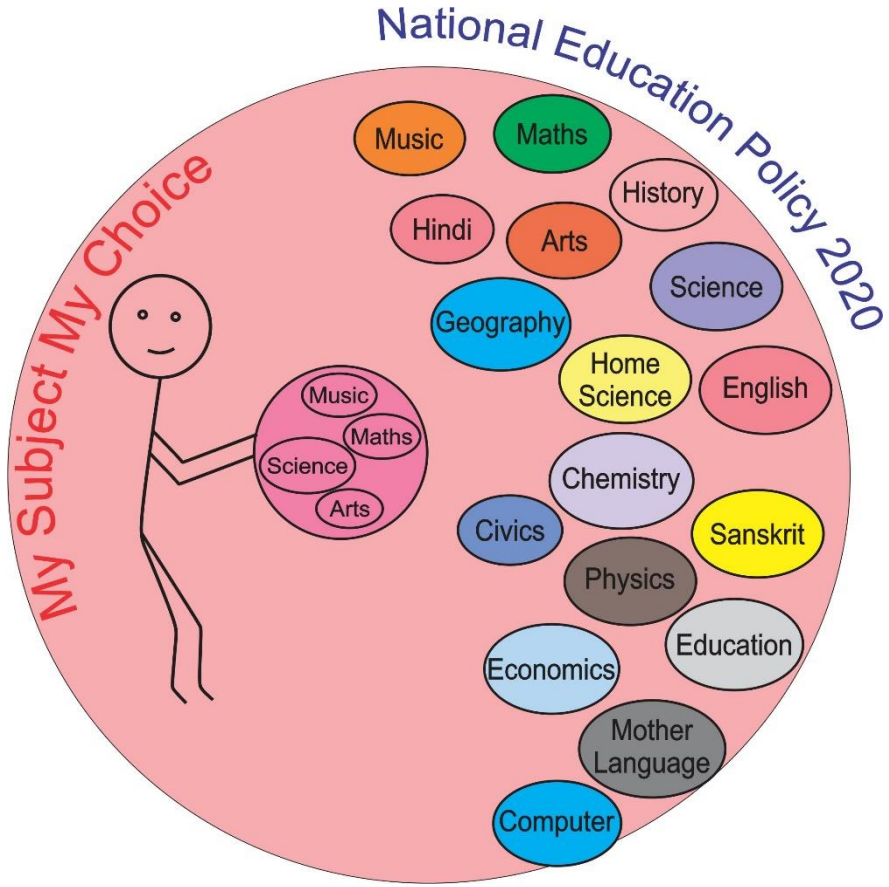 National Education Policy 2020
My Subject My Choice
Music
Maths
History
Hindi
Arts
Science
Geography
Home
Science
English
Music
Maths
Science
Arts
Chemistry
Civics
Sanskrit
Physics
Education
Economics
Mother
Language
Computer